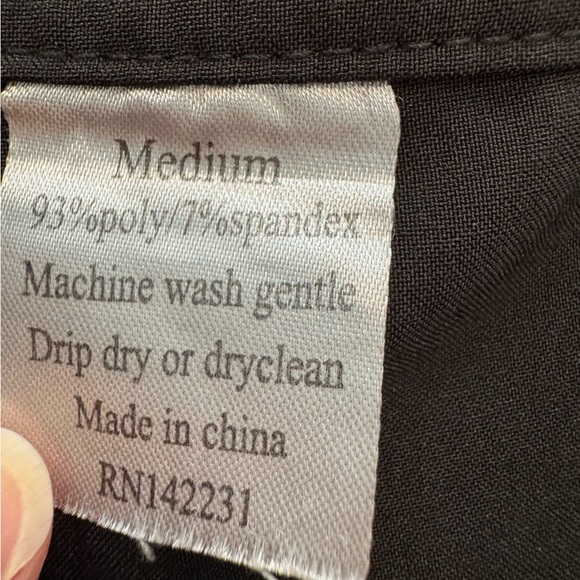 Medium
93%poly/7%spandex
Machine wash gentle
Drip dry or dryclean
Made in china
RN142231